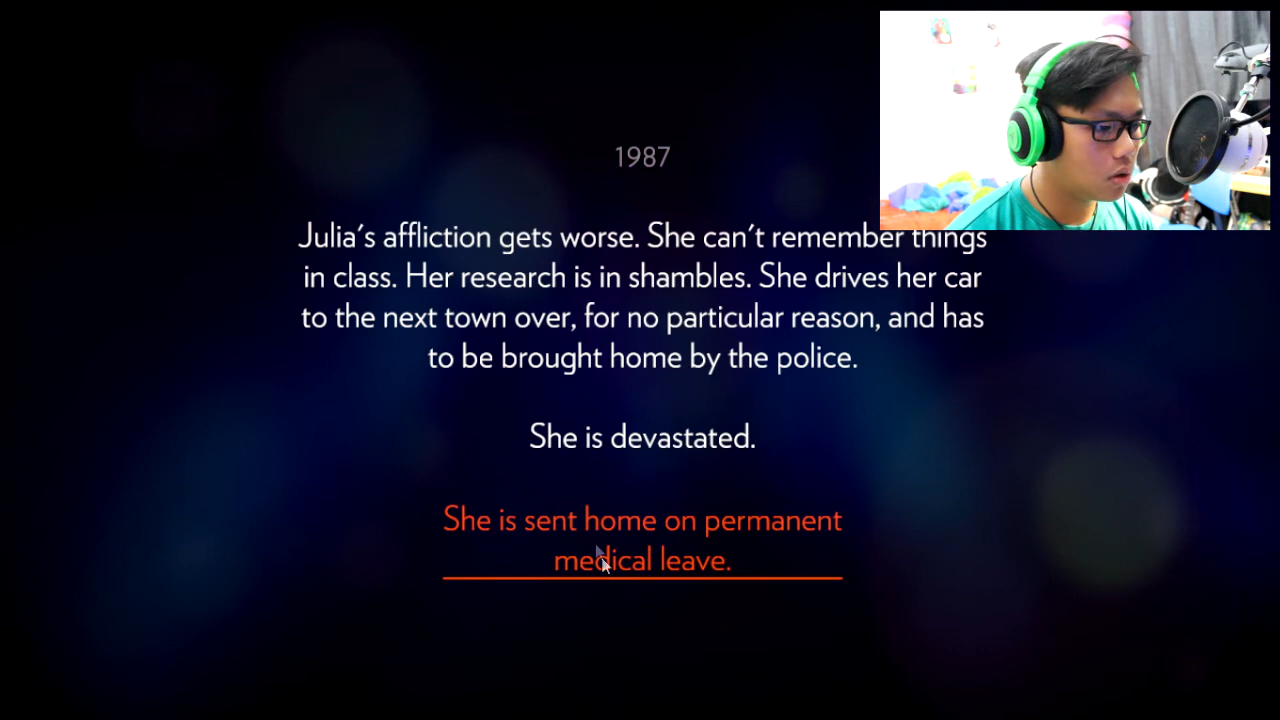 1987
Julia's affliction gets worse. She can't remember things
in class. Her research is in shambles. She drives her car
to the next town over, for no particular reason, and has
to be brought home by the police.
She is devastated.
She is sent home on permanent
medical leave.